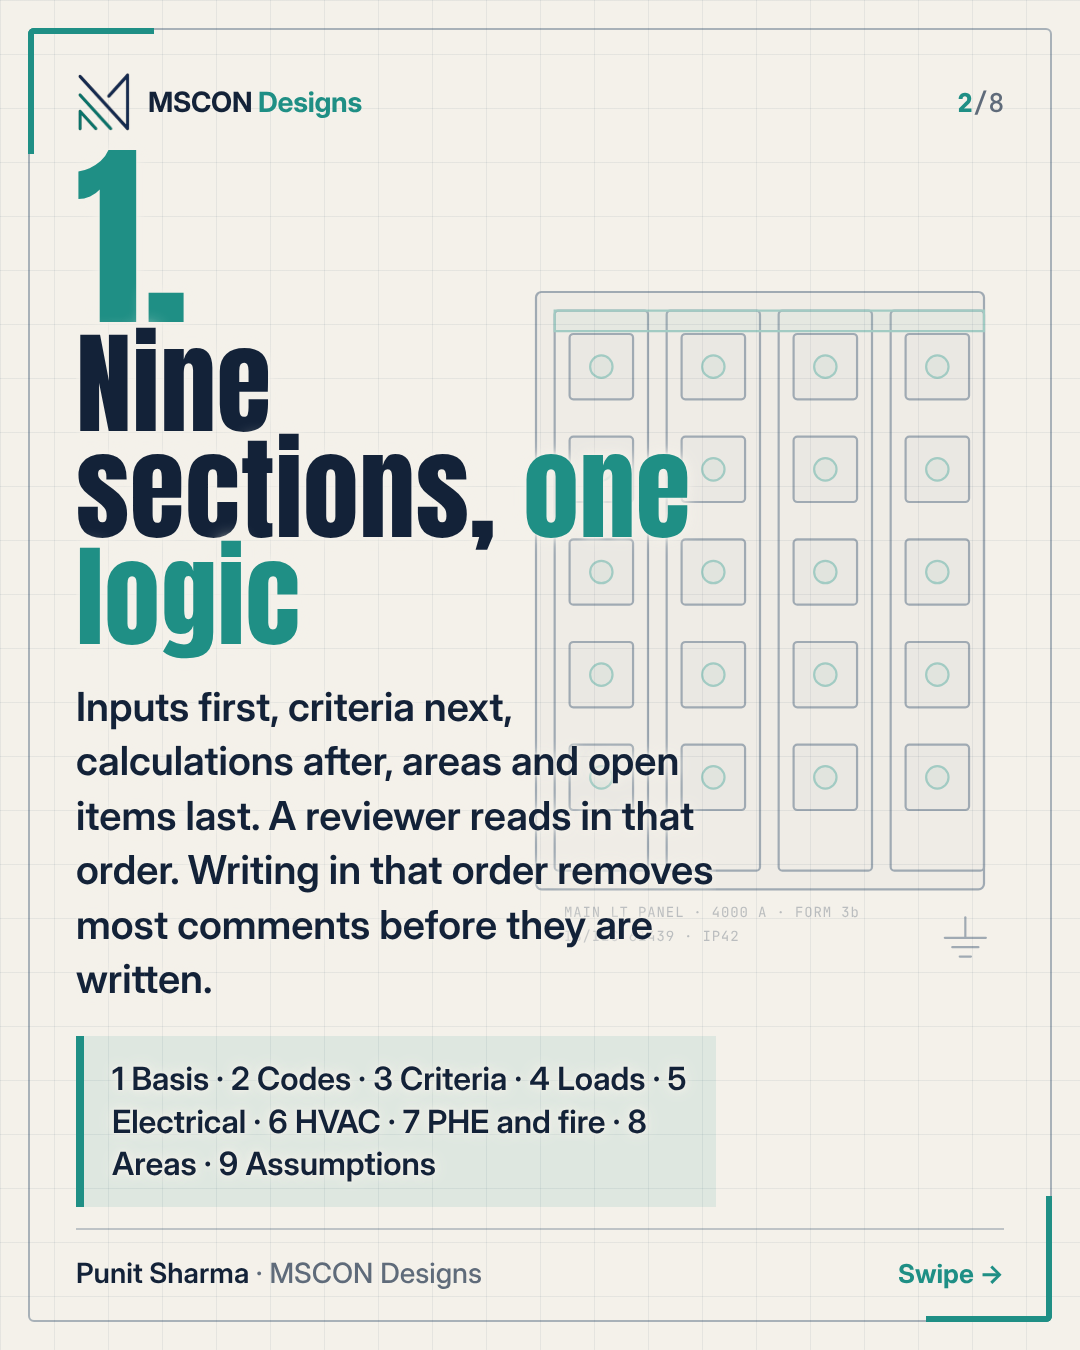 MSCON Designs
2/8
1.
Nine
sections, one
logic
Inputs first, criteria next,
calculations after, areas and open
items last. A reviewer reads in that
order. Writing in that order removes
most comments before they are
written.
MAIN LT PANEL · 4000 A · FORM 3b
· IP42
1 Basis · 2 Codes · 3 Criteria · 4 Loads · 5
Electrical · 6 HVAC · 7 PHE and fire · 8
Areas · 9 Assumptions
Punit Sharma · MSCON Designs
Swipe →